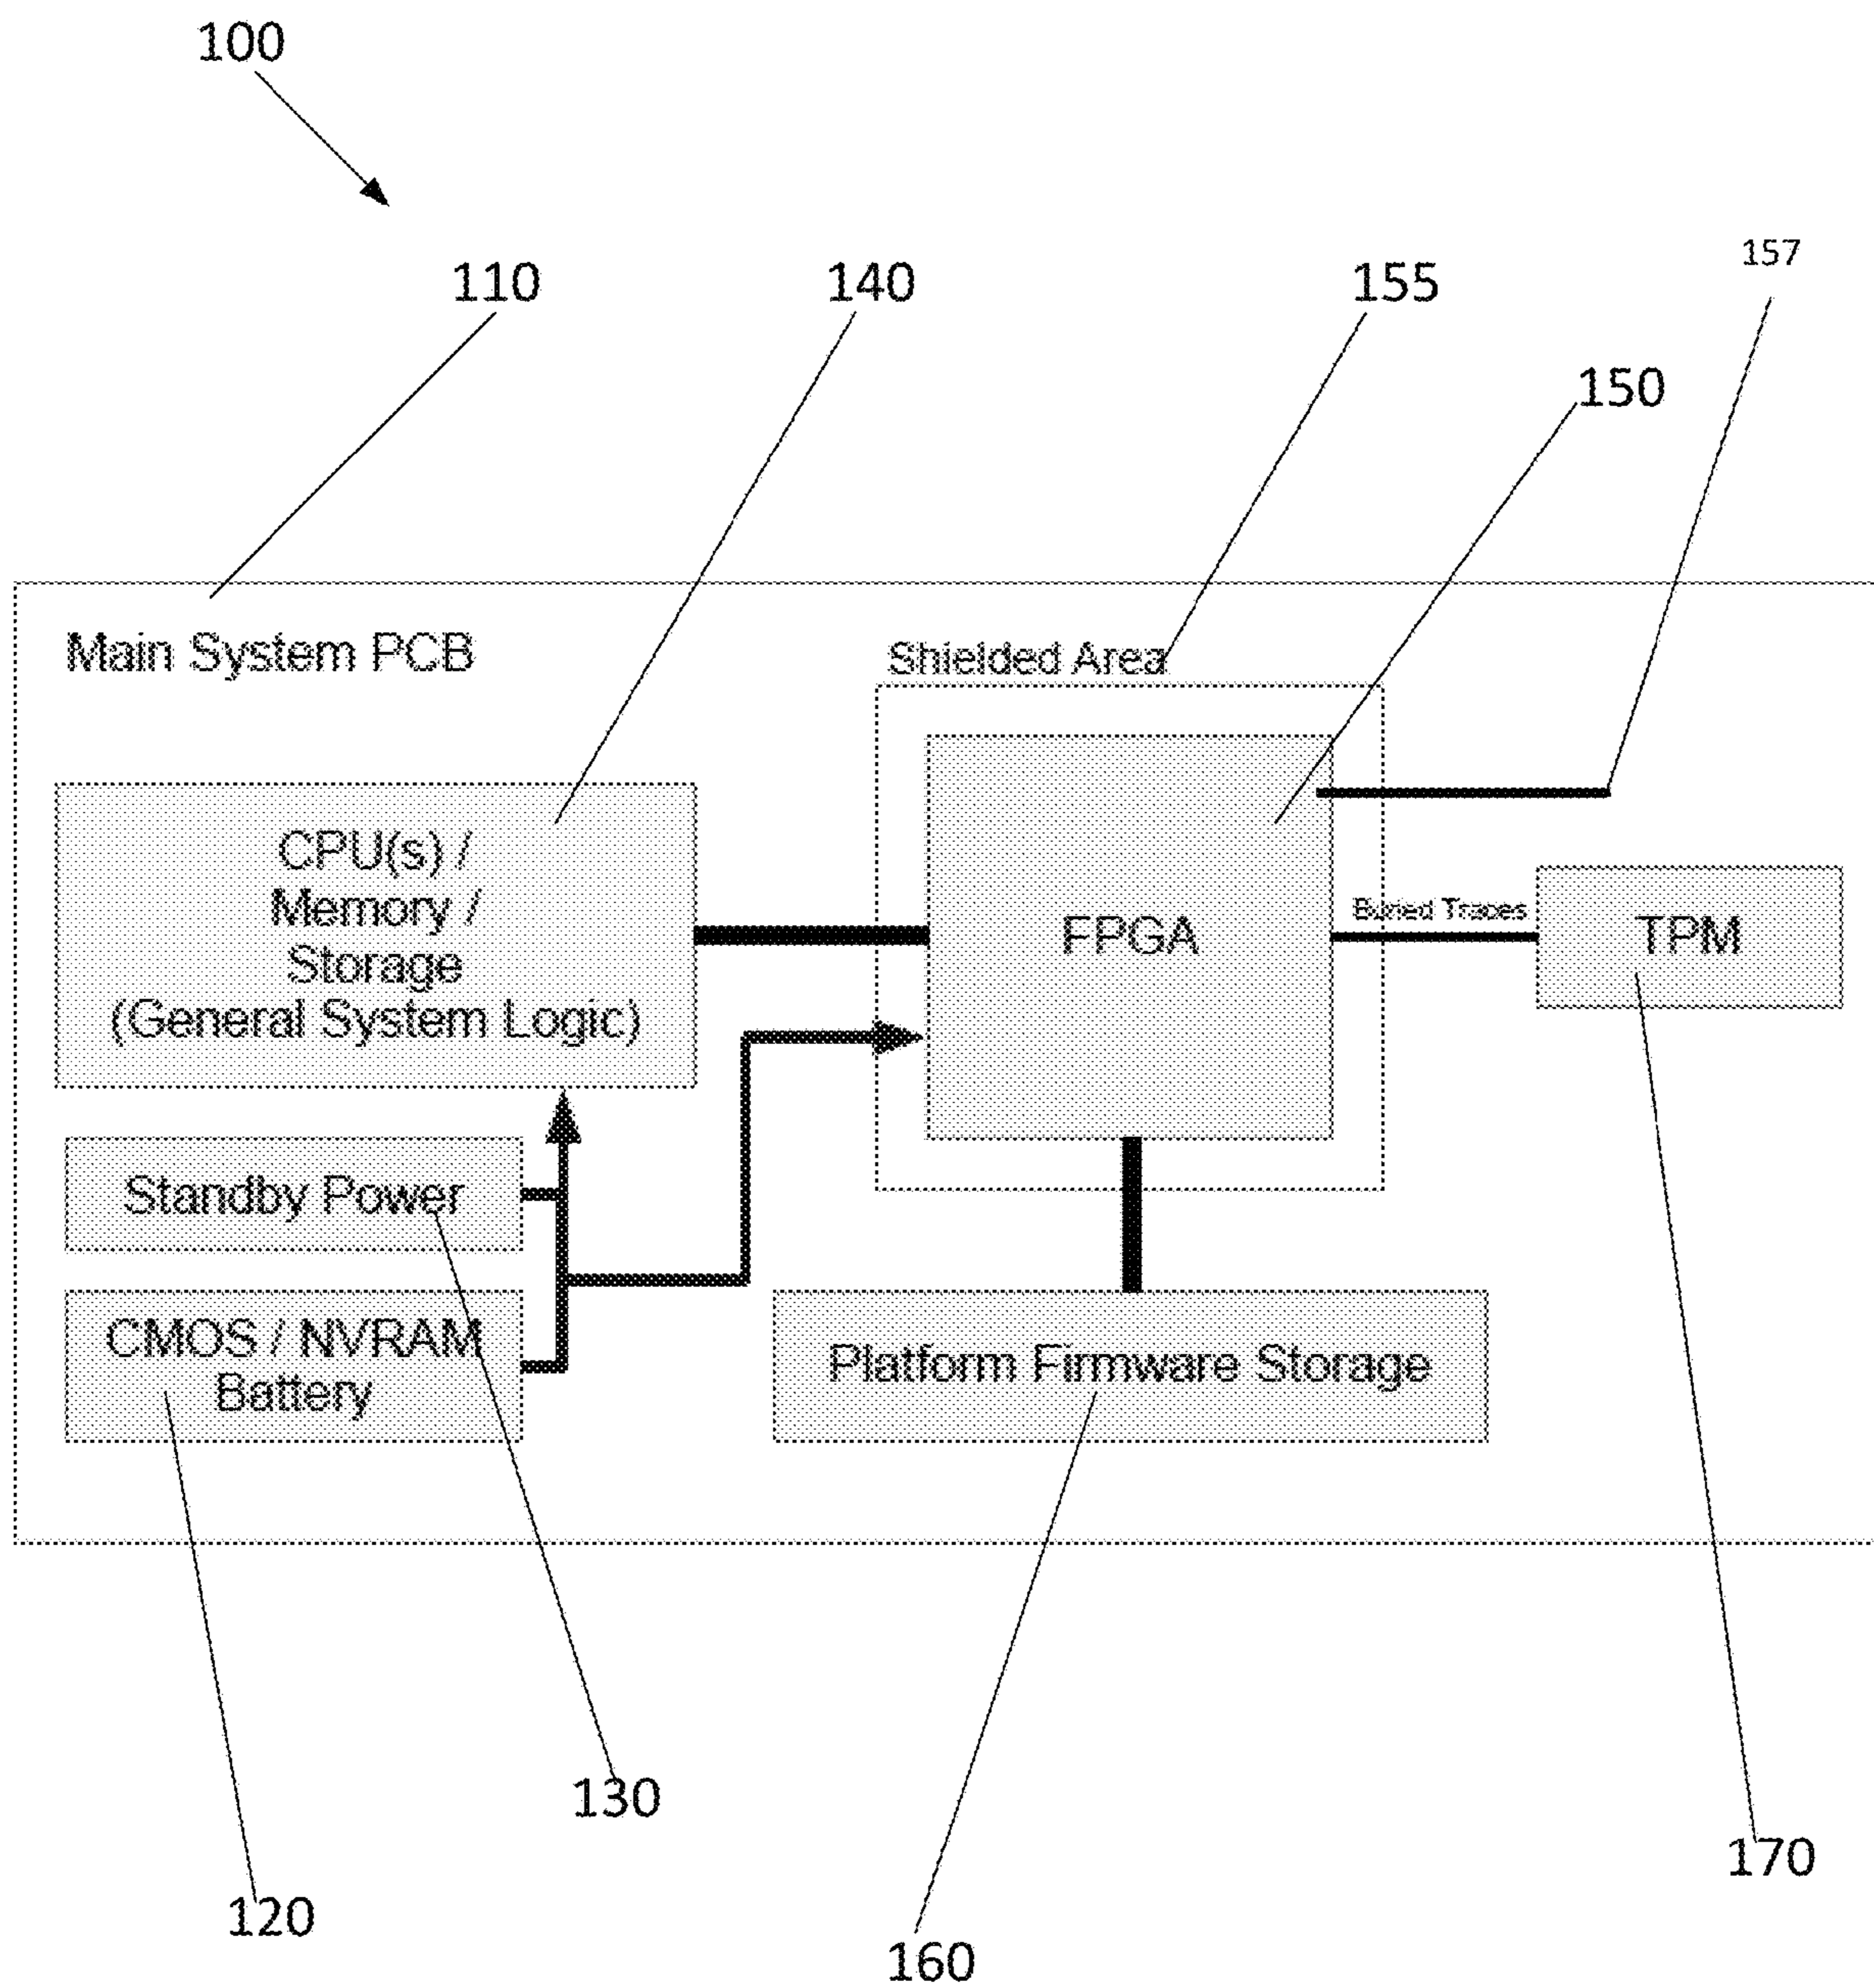 100
110
140
155
157
150
Main System PCB
Shielded Area
CPU(s) /
Memory /
Storage
(General System Logic)
FPGA
Buried Traces
TPM
Standby Power
CMOS / NVRAM
Battery
Platform Firmware Storage
130
170
120
160